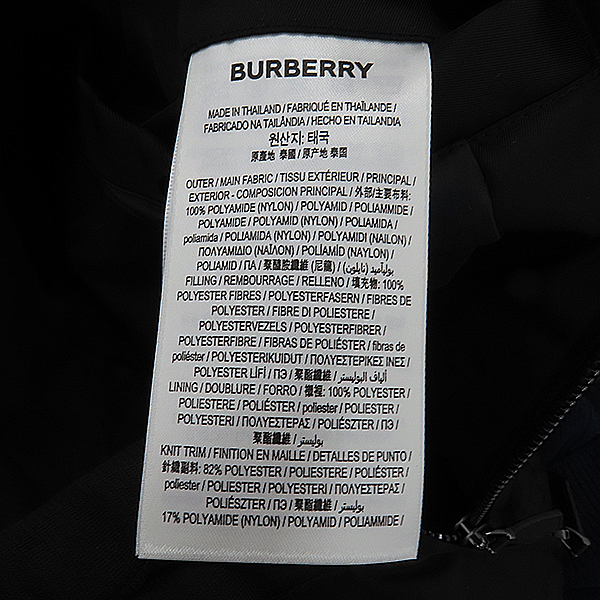 BURBERRY
MADE IN THAILAND / FABRIQUÉ EN THAÏLANDE /
FABRICADO NA TAILÂNDIA / HECHO EN TAILANDIA
원산지: 태국
原產地 泰國 / 原产地 泰国
OUTER / MAIN FABRIC / TISSU EXTÉRIEUR / PRINCIPAL /
EXTERIOR - COMPOSICION PRINCIPAL / 外部/主要布料:
100% POLYAMIDE (NYLON) / POLYAMID / POLIAMMIDE /
POLYAMIDE / POLYAMID (NYLON) / POLIAMIDA /
poliamida / POLIAMIDA (NYLON) / POLYAMIDI (NAILON) /
ΠΟΛΥΑΜΙΔΙΟ (ΝΑΪΛΟΝ) / POLÍAMÍÐ (NAYLON) /
POLIAMID / ПА / 聚醯胺纖維 (尼龍) / بولياميد (نايلون)
FILLING / REMBOURRAGE / RELLENO / 填充物: 100%
POLYESTER FIBRES / POLYESTERFASERN / FIBRES DE
POLYESTER / FIBRE DI POLIESTERE /
POLYESTERVEZELS / POLYESTERFIBRER /
POLYESTERFIBRE / FIBRAS DE POLIÉSTER / fibras de
poliéster / POLYESTERIKUIDUT / ΠΟΛΥΕΣΤΕΡΙΚΕΣ ΙΝΕΣ /
POLYESTER LİFİ / ПЭ / 聚酯纖維 / ألياف البوليستر
LINING / DOUBLURE / FORRO / 襯裡: 100% POLYESTER /
POLIESTERE / POLIÉSTER / poliester / POLIESTER /
POLYESTERI / ΠΟΛΥΕΣΤΕΡΑΣ / POLIÉSZTER / ПЭ /
聚酯纖維 / بوليستر
KNIT TRIM / FINITION EN MAILLE / DETALLES DE PUNTO /
針織副料: 82% POLYESTER / POLIESTERE / POLIÉSTER /
poliester / POLIESTER / POLYESTERI / ΠΟΛΥΕΣΤΕΡΑΣ /
POLIÉSZTER / ПЭ / 聚酯纖維 / بوليستر
17% POLYAMIDE (NYLON) / POLYAMID / POLIAMMIDE /